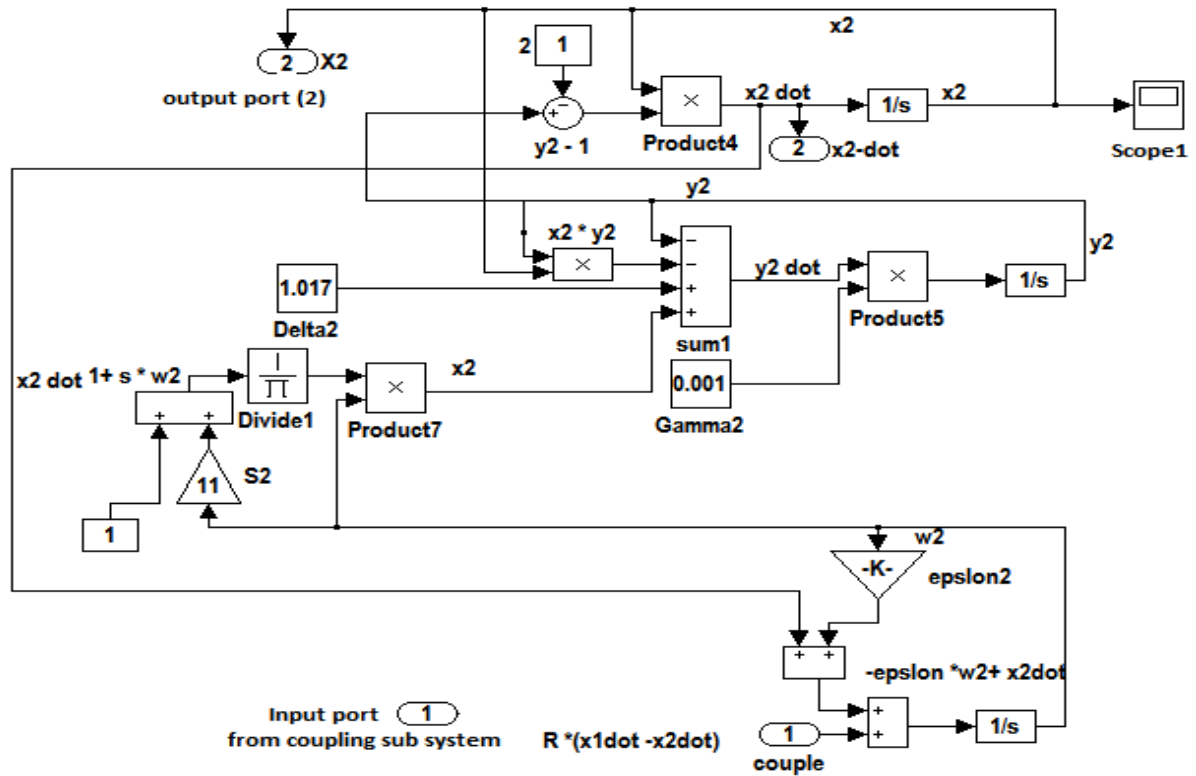 x2
2 X2
output port (2)
2 1
− +
y2 - 1
×
Product4
x2 dot
1/s
x2
Scope1
2 x2-dot
y2
x2 * y2
×
− − + +
sum1
y2 dot
×
Product5
1/s
y2
1.017
Delta2
0.001
Gamma2
x2 dot 1+ s * w2
+ +
| ∏
Divide1
×
Product7
x2
11 S2
1
w2
-K- epslon2
+ +
-epslon *w2+ x2dot
+ +
1/s
Input port 1
from coupling sub system
R *(x1dot -x2dot)
1
couple